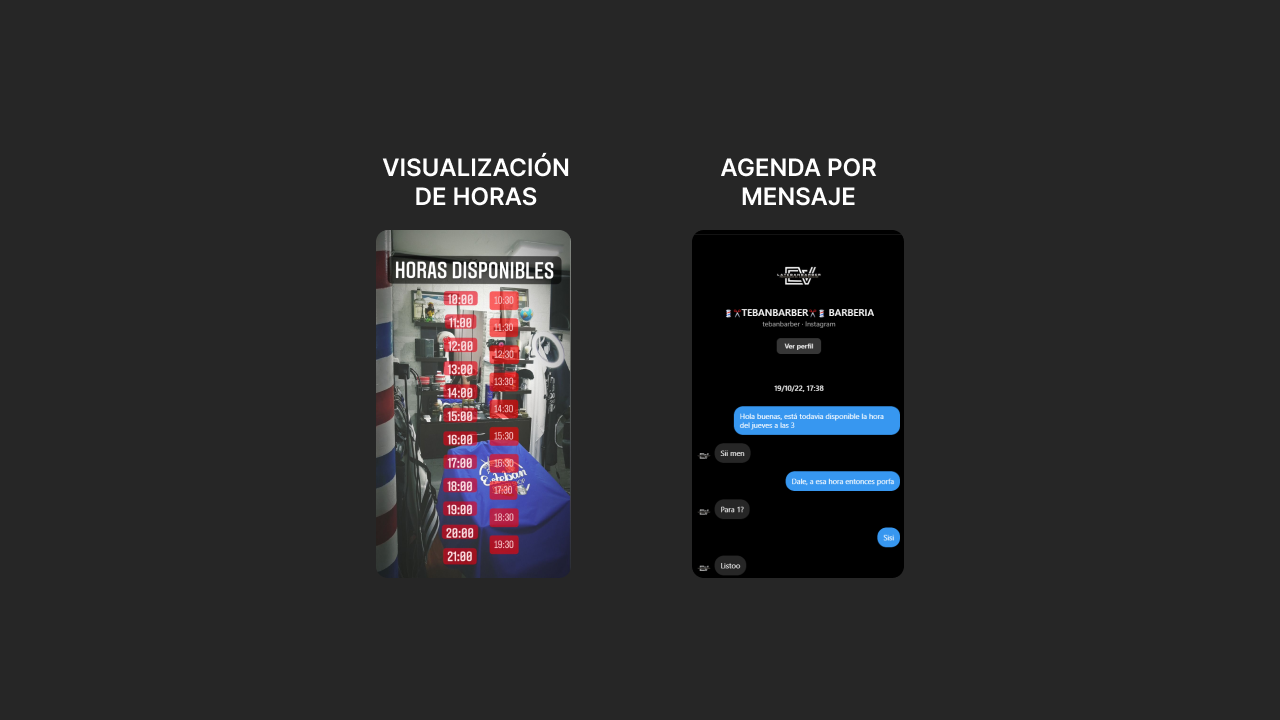 VISUALIZACIÓN
DE HORAS
HORAS DISPONIBLES
10:00
10:30
11:00
11:30
12:00
12:30
13:00
13:30
14:00
14:30
15:00
15:30
16:00
16:30
17:00
17:30
18:00
18:30
19:00
19:30
20:00
21:00
Esteban
AGENDA POR
MENSAJE
TEBANBARBER BARBERIA
tebanbarber · Instagram
Ver perfil
19/10/22, 17:38
Hola buenas, está todavía disponible la hora
del jueves a las 3
Sii men
Dale, a esa hora entonces porfa
Para 1?
Sisi
Listoo